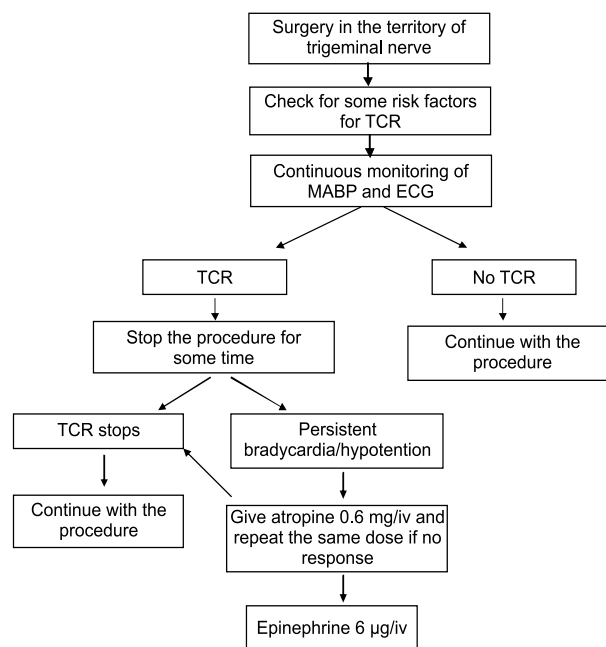 Surgery in the territory of
trigeminal nerve
Check for some risk factors
for TCR
Continuous monitoring of
MABP and ECG
TCR
No TCR
Stop the procedure for
some time
Continue with the
procedure
TCR stops
Persistent
bradycardia/hypotention
Continue with the
procedure
Give atropine 0.6 mg/iv and
repeat the same dose if no
response
Epinephrine 6 µg/iv